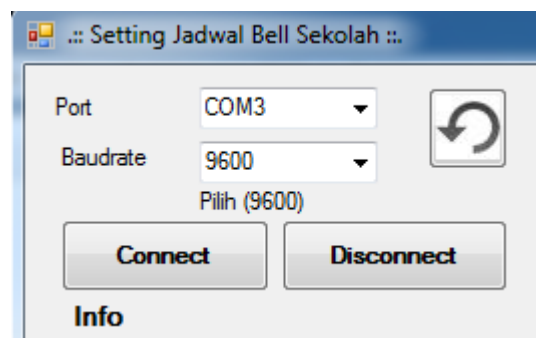 .:: Setting Jadwal Bell Sekolah ::.
Port COM3
Baudrate 9600
Pilih (9600)
Connect Disconnect
Info